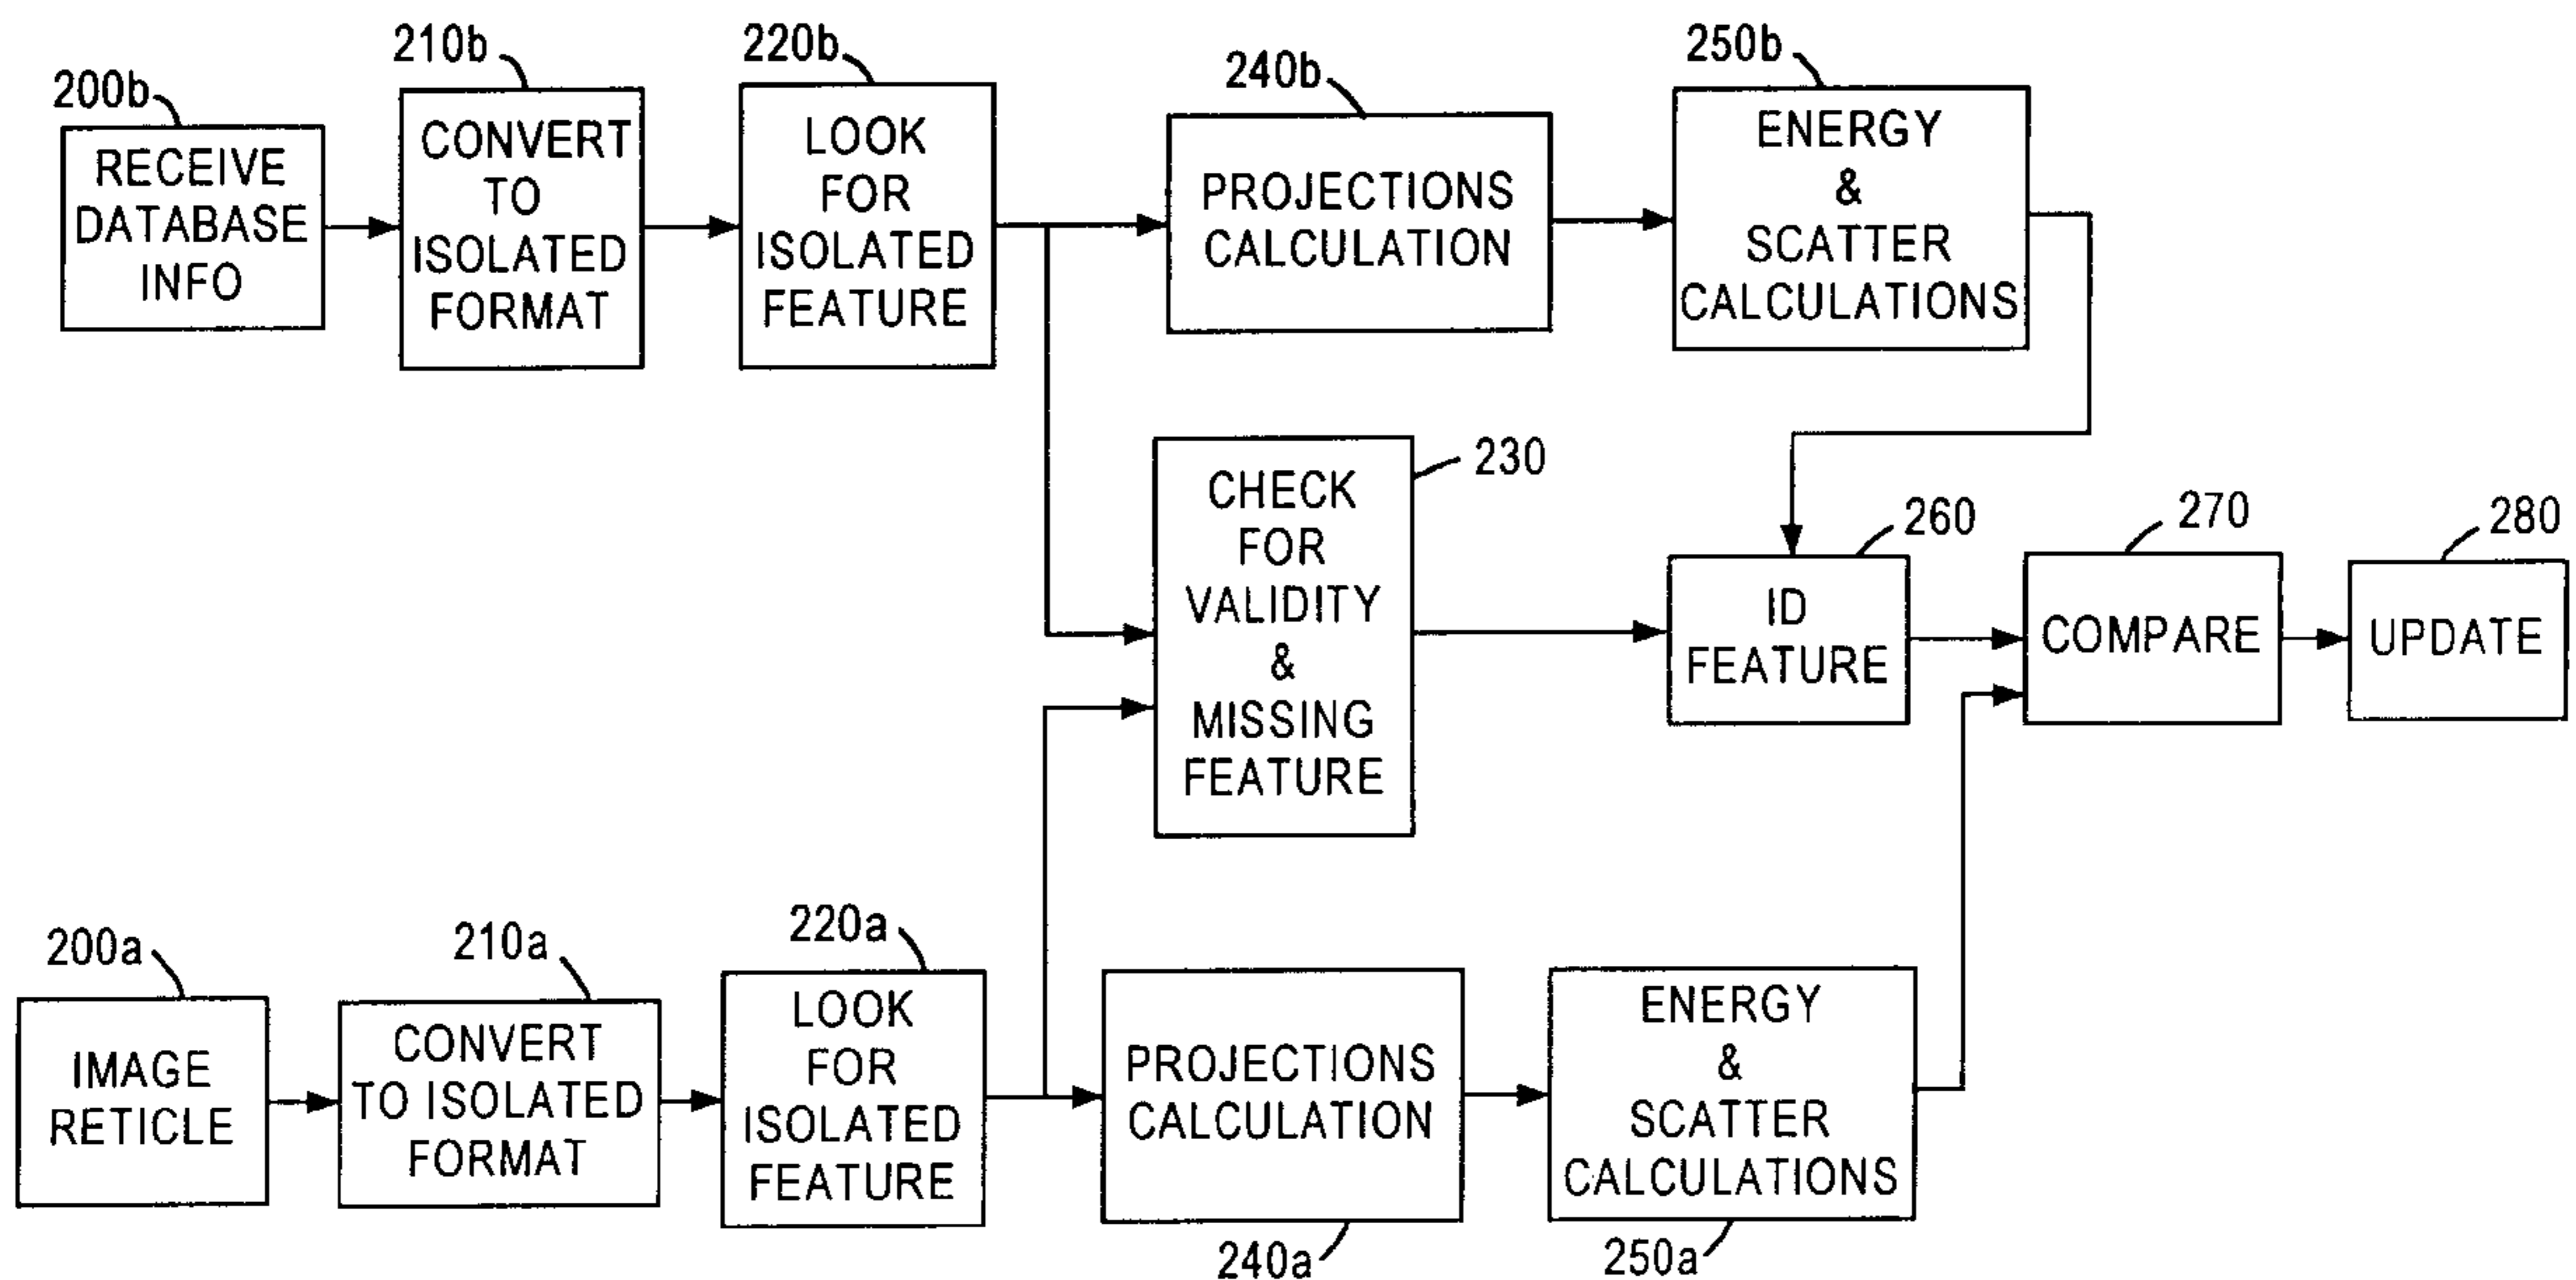 200b
RECEIVE
DATABASE
INFO
210b
CONVERT
TO
ISOLATED
FORMAT
220b
LOOK
FOR
ISOLATED
FEATURE
240b
PROJECTIONS
CALCULATION
250b
ENERGY
&
SCATTER
CALCULATIONS
230
CHECK
FOR
VALIDITY
&
MISSING
FEATURE
260
ID
FEATURE
270
COMPARE
280
UPDATE
200a
IMAGE
RETICLE
210a
CONVERT
TO ISOLATED
FORMAT
220a
LOOK
FOR
ISOLATED
FEATURE
PROJECTIONS
CALCULATION
240a
ENERGY
&
SCATTER
CALCULATIONS
250a